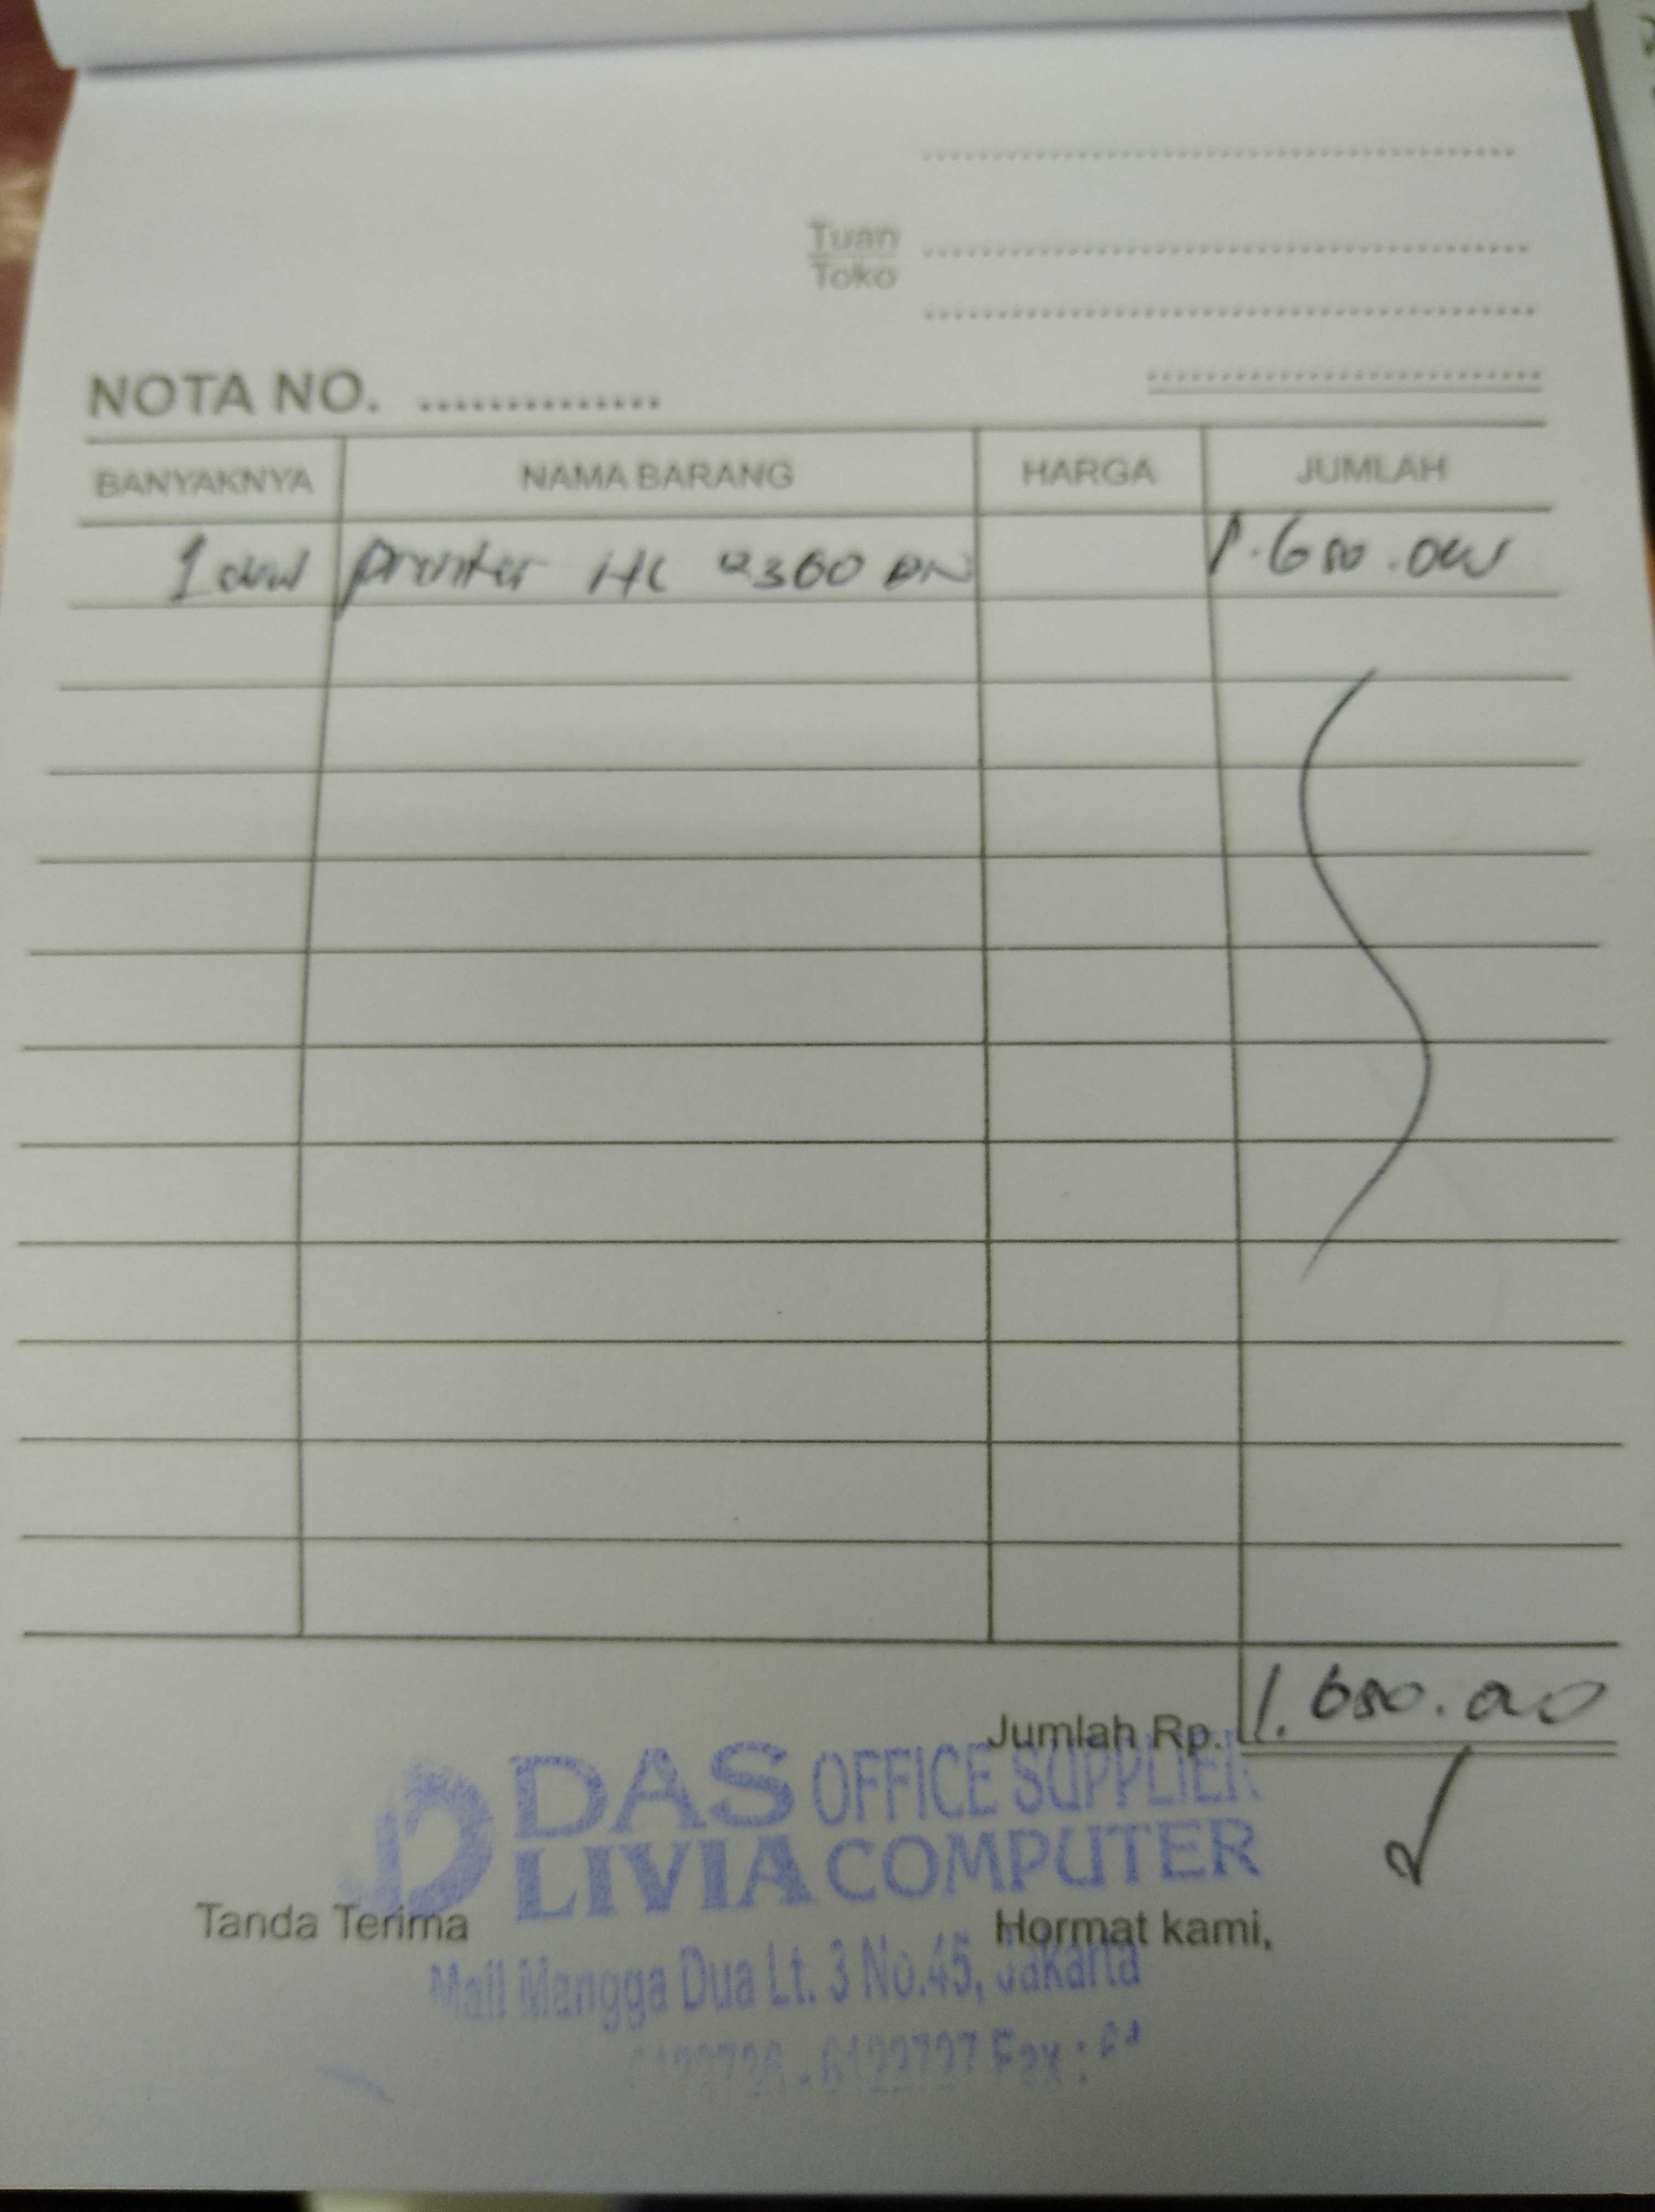 Tuan
Toko
NOTA NO.
BANYAKNYA NAMA BARANG HARGA JUMLAH
1 printer HL 2360 DN 1.650.000
Jumlah Rp. 1.650.000
DAS OFFICE SUPPLIER
LIVIA COMPUTER
Tanda Terima Hormat kami,
Mall Mangga Dua Lt. 3 No.45, Jakarta
6122727 Fax :